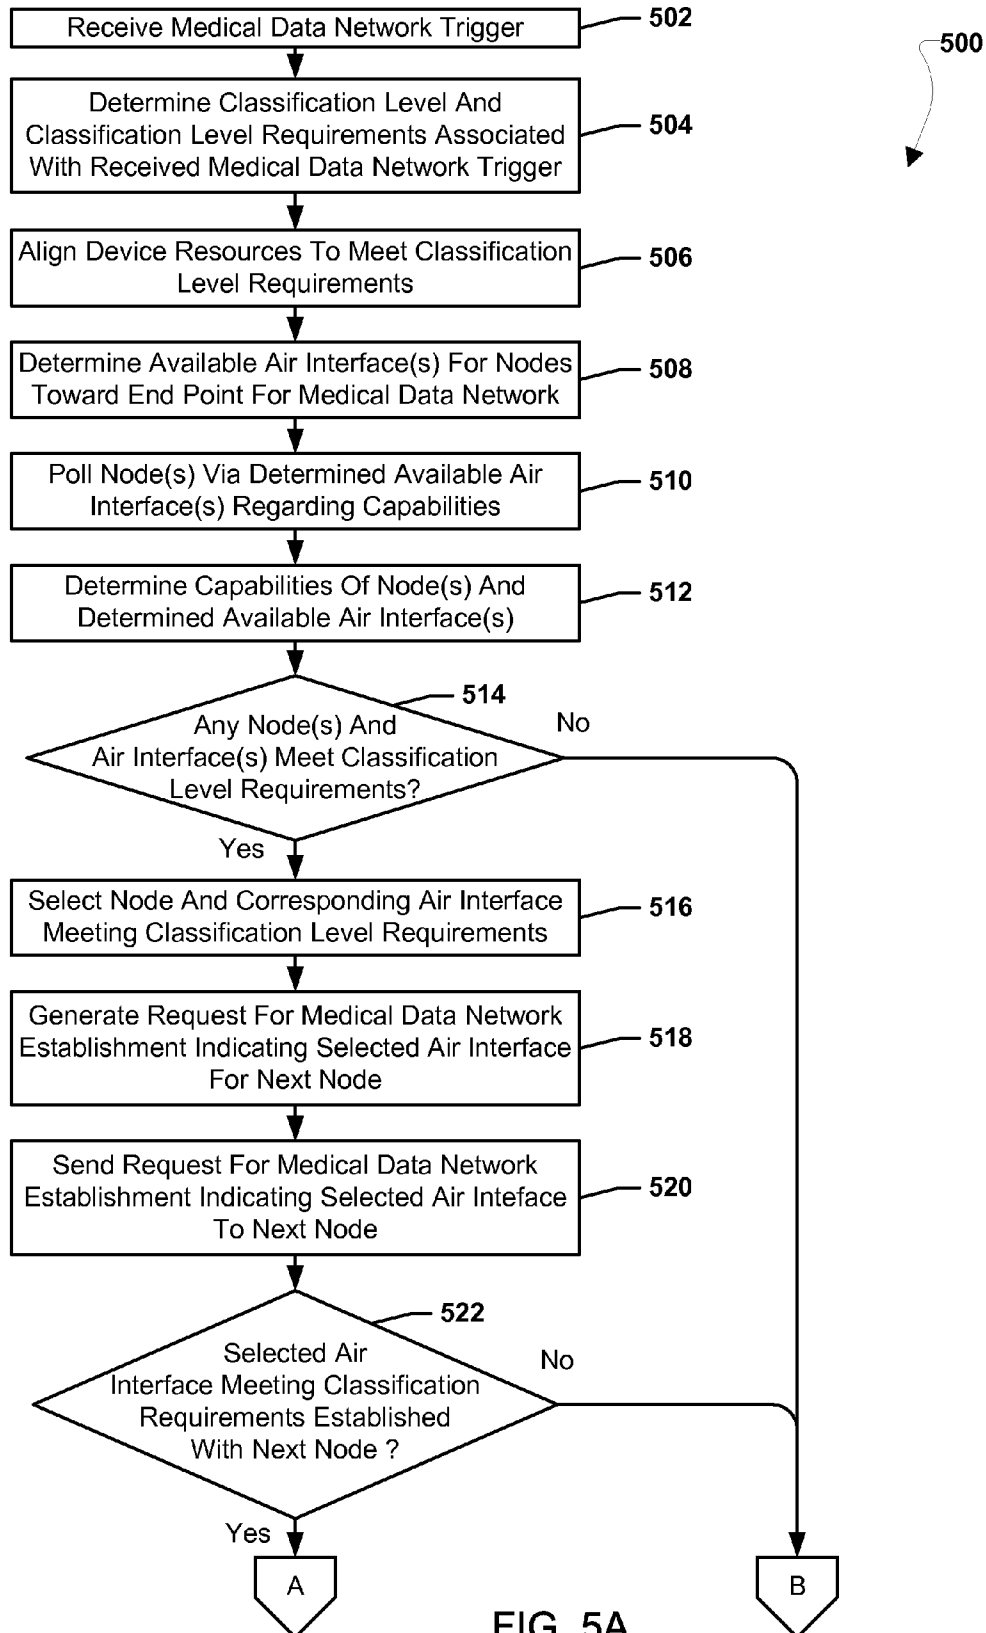 Receive Medical Data Network Trigger
502
500
Determine Classification Level And
Classification Level Requirements Associated
With Received Medical Data Network Trigger
504
Align Device Resources To Meet Classification
Level Requirements
506
Determine Available Air Interface(s) For Nodes
Toward End Point For Medical Data Network
508
Poll Node(s) Via Determined Available Air
Interface(s) Regarding Capabilities
510
Determine Capabilities Of Node(s) And
Determined Available Air Interface(s)
512
514
Any Node(s) And
Air Interface(s) Meet Classification
Level Requirements?
No
Yes
Select Node And Corresponding Air Interface
Meeting Classification Level Requirements
516
Generate Request For Medical Data Network
Establishment Indicating Selected Air Interface
For Next Node
518
Send Request For Medical Data Network
Establishment Indicating Selected Air Inteface
To Next Node
520
522
Selected Air
Interface Meeting Classification
Requirements Established
With Next Node ?
No
Yes
A
B
FIG. 5A